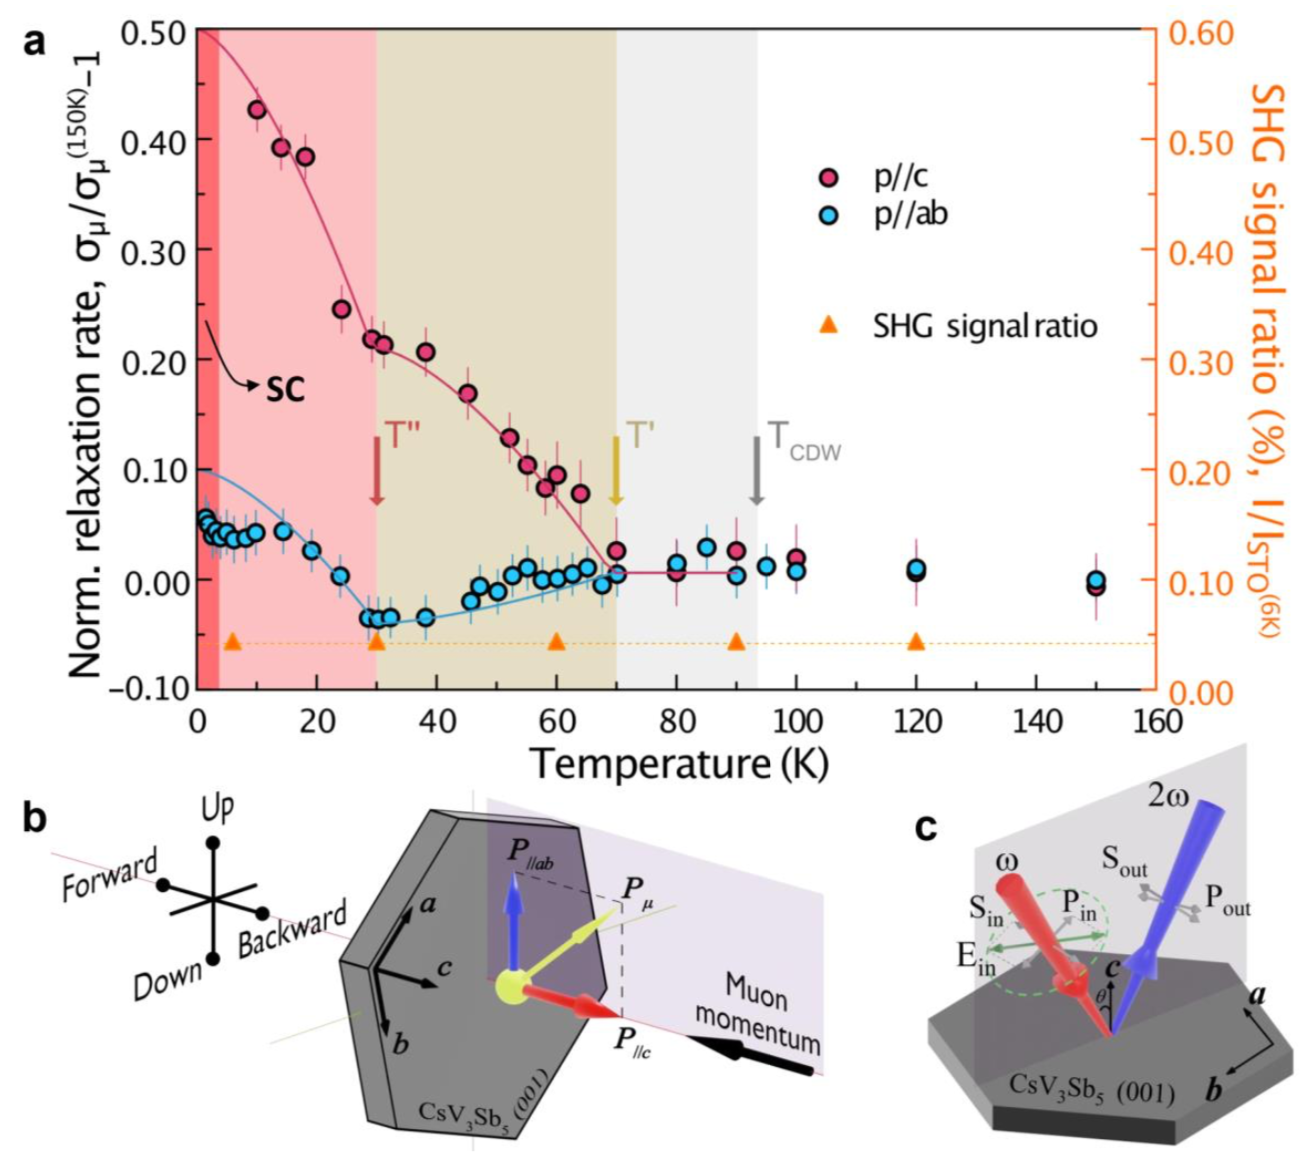 a
Norm. relaxation rate, σμ/σμ(150K)–1
0.50
0.40
0.30
0.20
0.10
0.00
–0.10
0.60
0.50
0.40
0.30
0.20
0.10
0.00
SHG signal ratio (%), I/ISTO(6K)
p//c
p//ab
SHG signal ratio
SC
T"
T'
TCDW
0 20 40 60 80 100 120 140 160
Temperature (K)
b
Up
Forward
Backward
Down
a
c
b
P//ab
Pμ
P//c
Muon
momentum
CsV3Sb5 (001)
c
2ω
ω
Sout
Pout
Sin
Pin
Ein
c
θ
a
b
CsV3Sb5 (001)